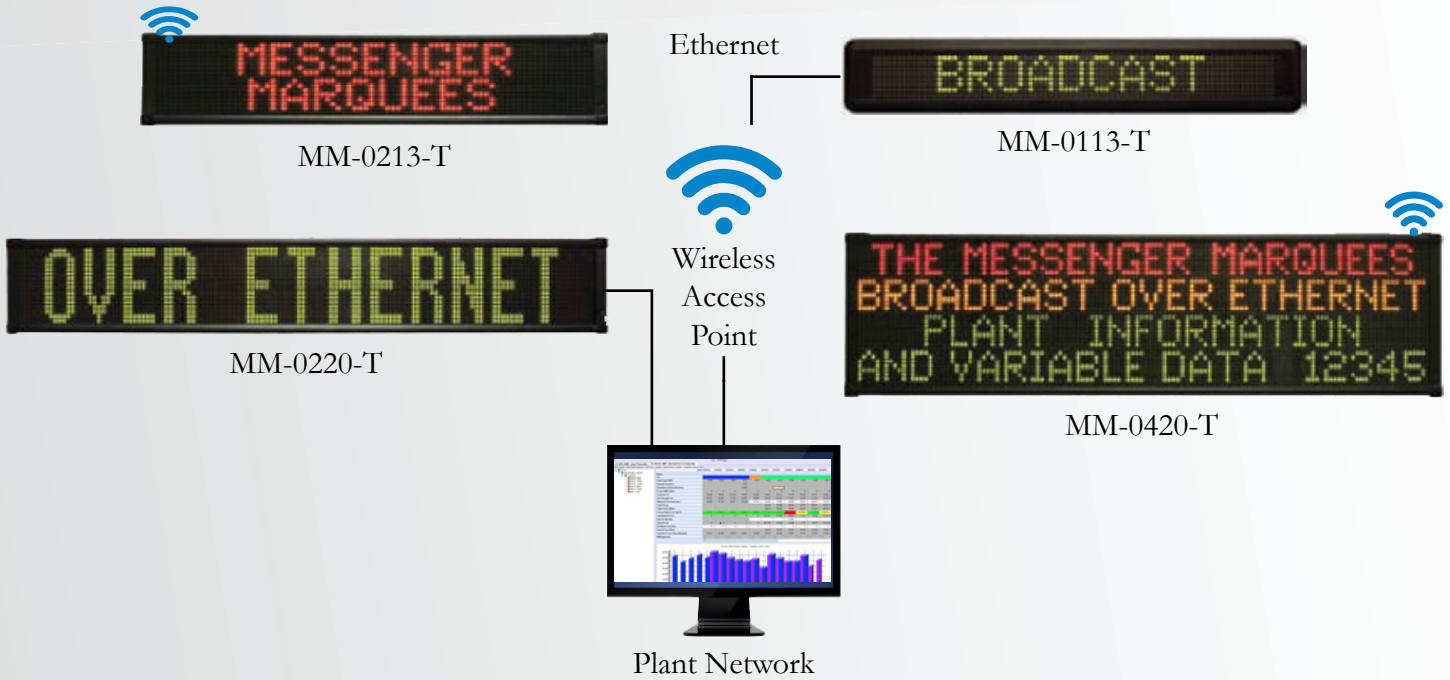 MESSENGER
MARQUEES
MM-0213-T
Ethernet
BROADCAST
MM-0113-T
OVER ETHERNET
MM-0220-T
Wireless
Access
Point
THE MESSENGER MARQUEES
BROADCAST OVER ETHERNET
PLANT INFORMATION
AND VARIABLE DATA 12345
MM-0420-T
Plant Network